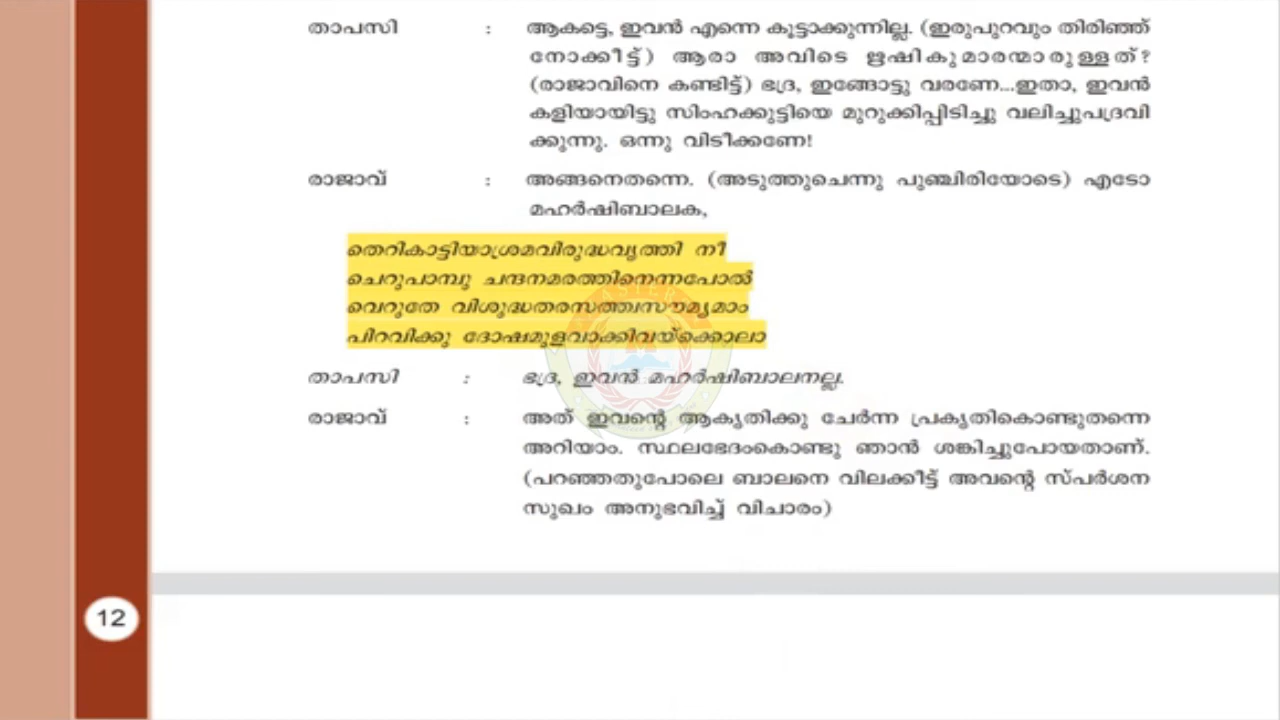 താപസി : ആകട്ടെ, ഇവൻ എന്നെ കൂട്ടാക്കുന്നില്ല. (ഇരുപുറവും തിരിഞ്ഞ്
നോക്കീട്ട്) ആരാ അവിടെ ഋഷികുമാരന്മാരുള്ളത്?
(രാജാവിനെ കണ്ടിട്ട്) ഭദ്ര, ഇങ്ങോട്ടു വരണേ...ഇതാ, ഇവൻ
കളിയായിട്ടു സിംഹക്കുട്ടിയെ മുറുക്കിപ്പിടിച്ചു വലിച്ചുപദ്രവി
ക്കുന്നു. ഒന്നു വിടീക്കണേ!
രാജാവ് : അങ്ങനെതന്നെ. (അടുത്തുചെന്നു പുഞ്ചിരിയോടെ) എടോ
മഹർഷിബാലക,
തെറികാട്ടിയാശ്രമവിരുദ്ധവൃത്തി നീ
ചെറുപാമ്പു ചന്ദനമരത്തിനെന്നപോൽ
വെറുതേ വിശുദ്ധതരസത്ത്വസൗമ്യമാം
പിറവിക്കു ദോഷമുളവാക്കിവയ്ക്കൊലാ
താപസി : ഭദ്ര, ഇവൻ മഹർഷിബാലനല്ല.
രാജാവ് : അത് ഇവന്റെ ആകൃതിക്കു ചേർന്ന പ്രകൃതികൊണ്ടുതന്നെ
അറിയാം. സ്ഥലഭേദംകൊണ്ടു ഞാൻ ശങ്കിച്ചുപോയതാണ്.
(പറഞ്ഞതുപോലെ ബാലനെ വിലക്കീട്ട് അവന്റെ സ്പർശന
സുഖം അനുഭവിച്ച് വിചാരം)
12